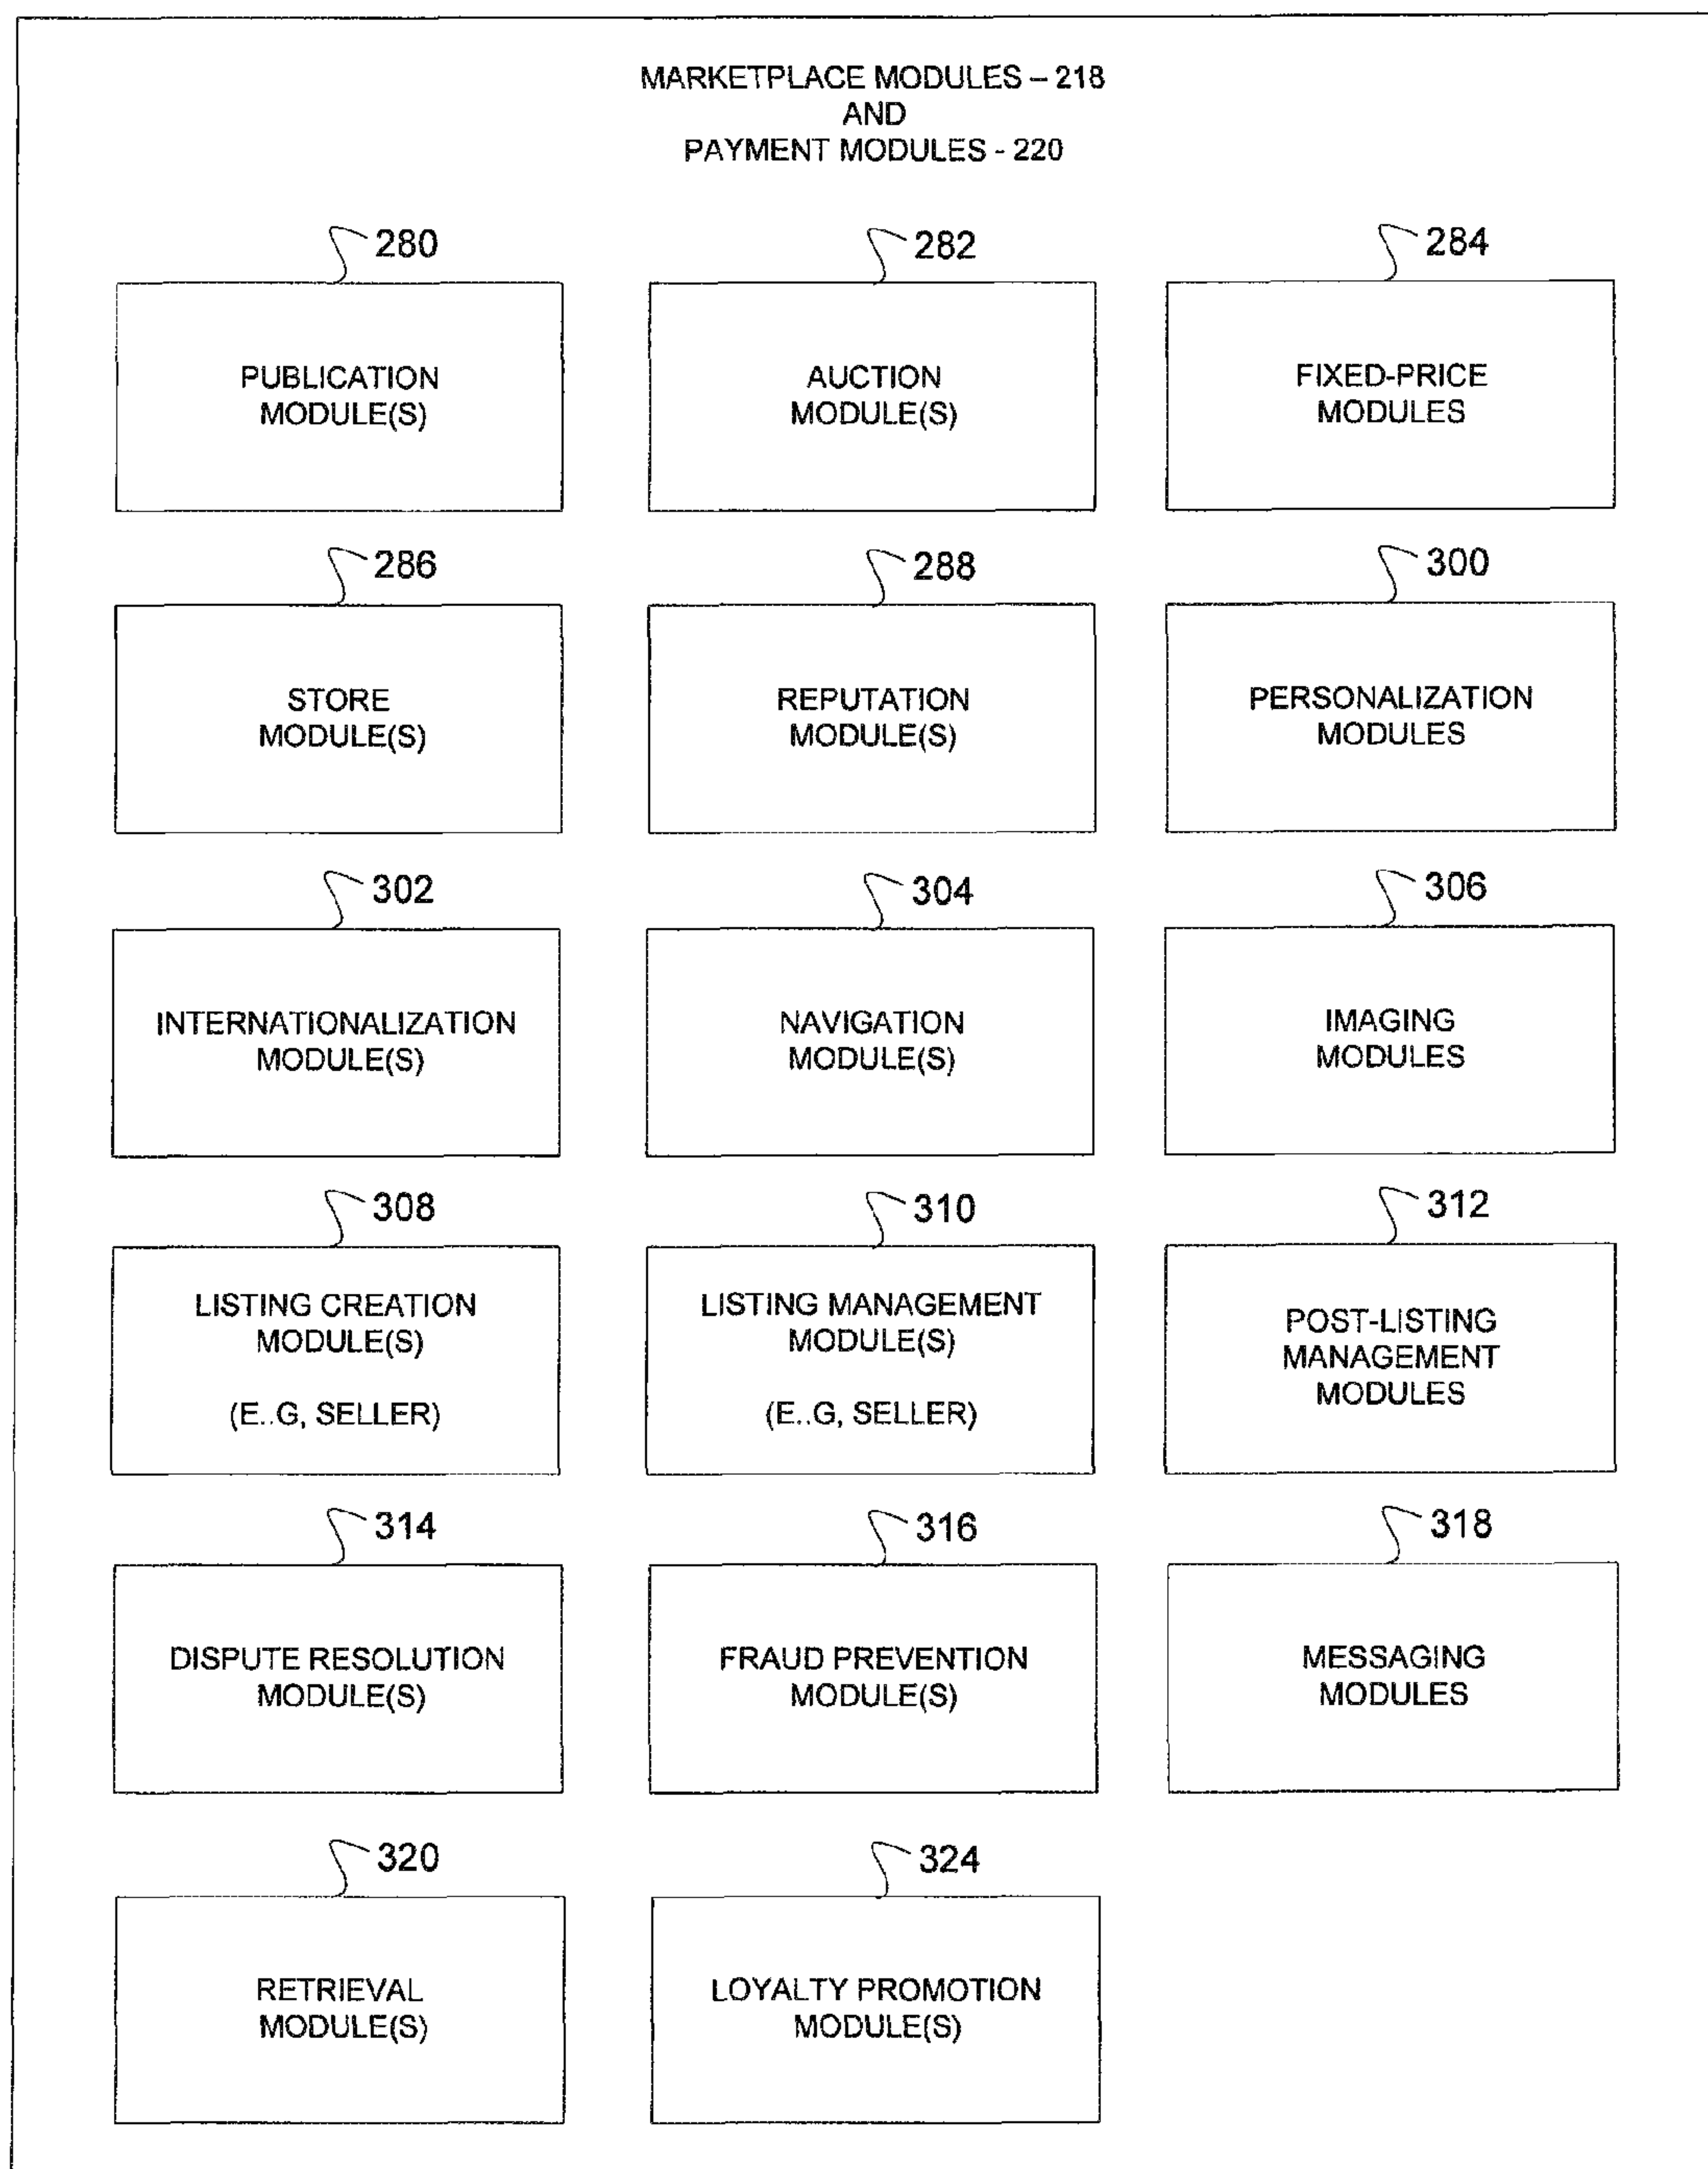 MARKETPLACE MODULES – 218
AND
PAYMENT MODULES - 220
280
282
284
PUBLICATION
MODULE(S)
AUCTION
MODULE(S)
FIXED-PRICE
MODULES
286
288
300
STORE
MODULE(S)
REPUTATION
MODULE(S)
PERSONALIZATION
MODULES
302
304
306
INTERNATIONALIZATION
MODULE(S)
NAVIGATION
MODULE(S)
IMAGING
MODULES
308
310
312
LISTING CREATION
MODULE(S)
(E..G, SELLER)
LISTING MANAGEMENT
MODULE(S)
(E..G, SELLER)
POST-LISTING
MANAGEMENT
MODULES
314
316
318
DISPUTE RESOLUTION
MODULE(S)
FRAUD PREVENTION
MODULE(S)
MESSAGING
MODULES
320
324
RETRIEVAL
MODULE(S)
LOYALTY PROMOTION
MODULE(S)